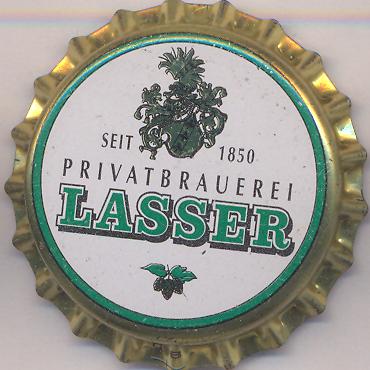 SEIT 1850
PRIVATBRAUEREI
LASSER